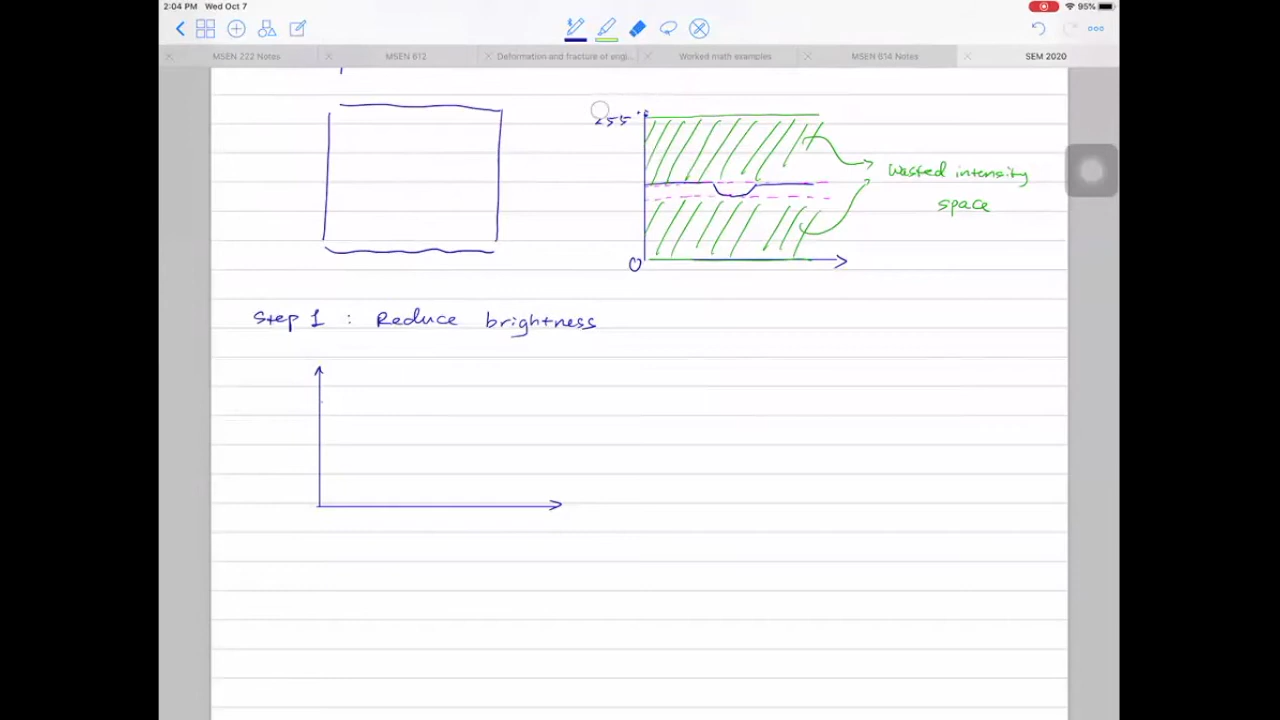 2:04 PM Wed Oct 7
95%
MSEN 222 Notes
MSEN 612
Deformation and fracture of engi...
Worked math examples
MSEN 614 Notes
SEM 2020
255
Wasted intensity
space
0
Step 1 : Reduce brightness